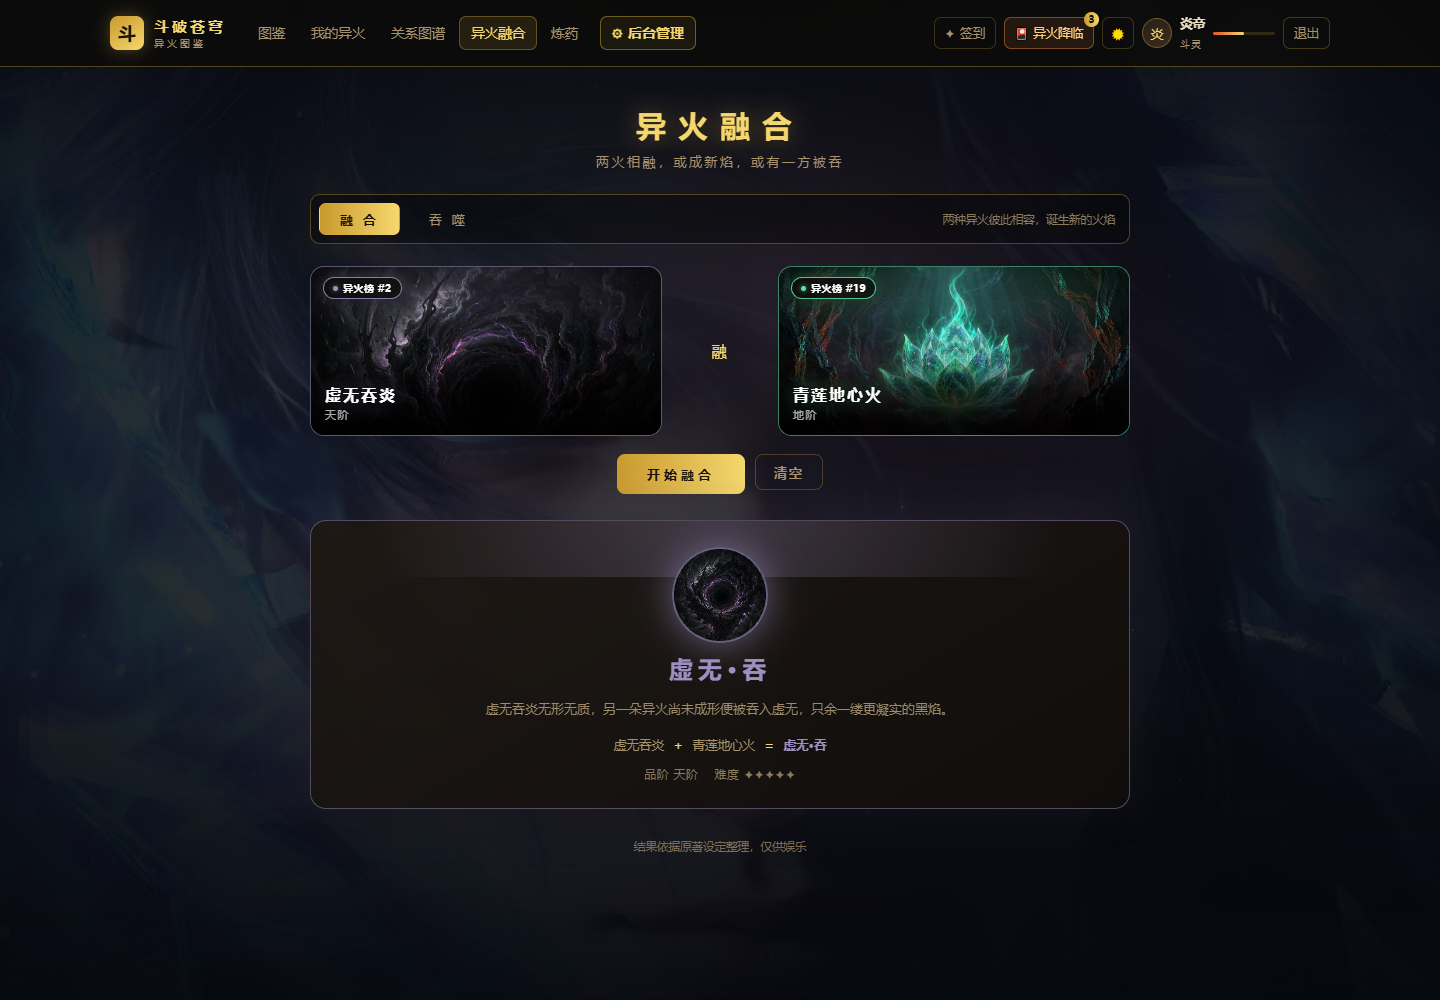 斗 斗破苍穹 异火图鉴 图鉴 我的异火 关系图谱 异火融合 炼药 后台管理 签到 异火降临 3 炎 炎帝 斗灵 退出
异火融合
两火相融，或成新焰，或有一方被吞
融 合 吞 噬 两种异火彼此相容，诞生新的火焰
异火榜 #2
虚无吞炎
天阶
融
异火榜 #19
青莲地心火
地阶
开始融合 清空
虚无•吞
虚无吞炎无形无质，另一朵异火尚未成形便被吞入虚无，只余一缕更凝实的黑焰。
虚无吞炎 + 青莲地心火 = 虚无•吞
品阶 天阶 难度 ✦✦✦✦✦
结果依据原著设定整理，仅供娱乐